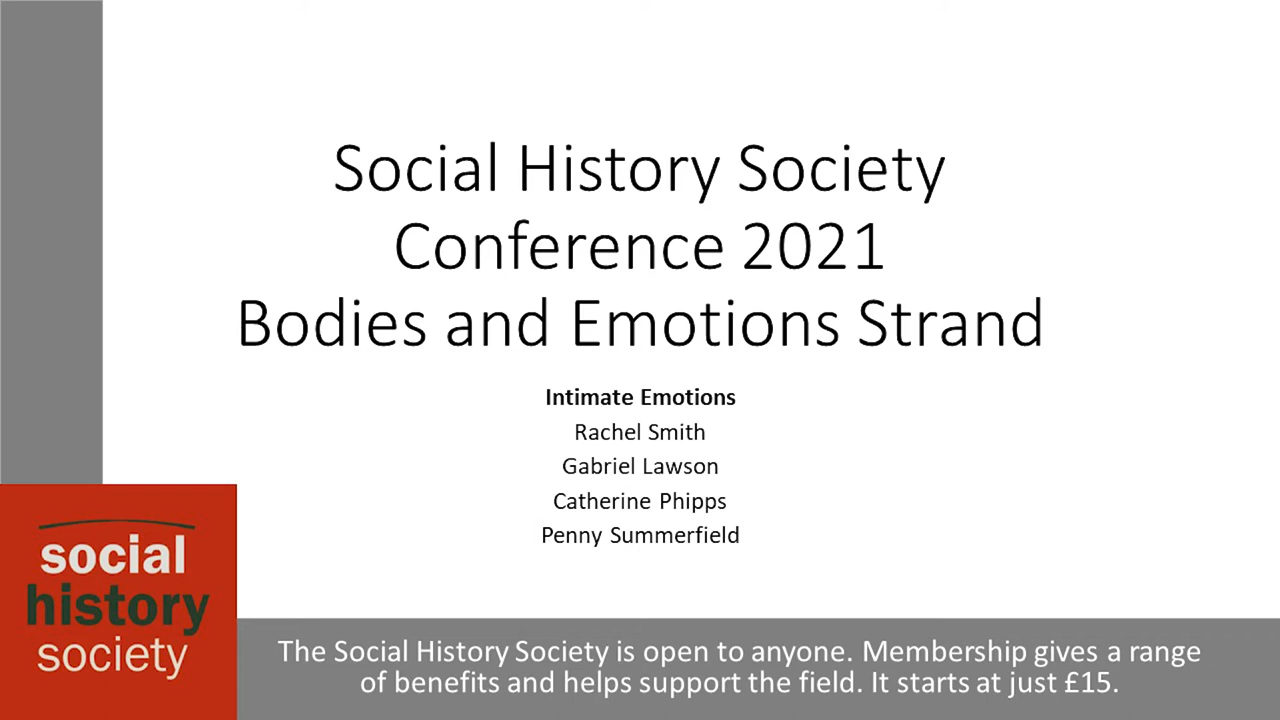 Social History Society
Conference 2021
Bodies and Emotions Strand
Intimate Emotions
Rachel Smith
Gabriel Lawson
Catherine Phipps
Penny Summerfield
social
history
society
The Social History Society is open to anyone. Membership gives a range
of benefits and helps support the field. It starts at just £15.